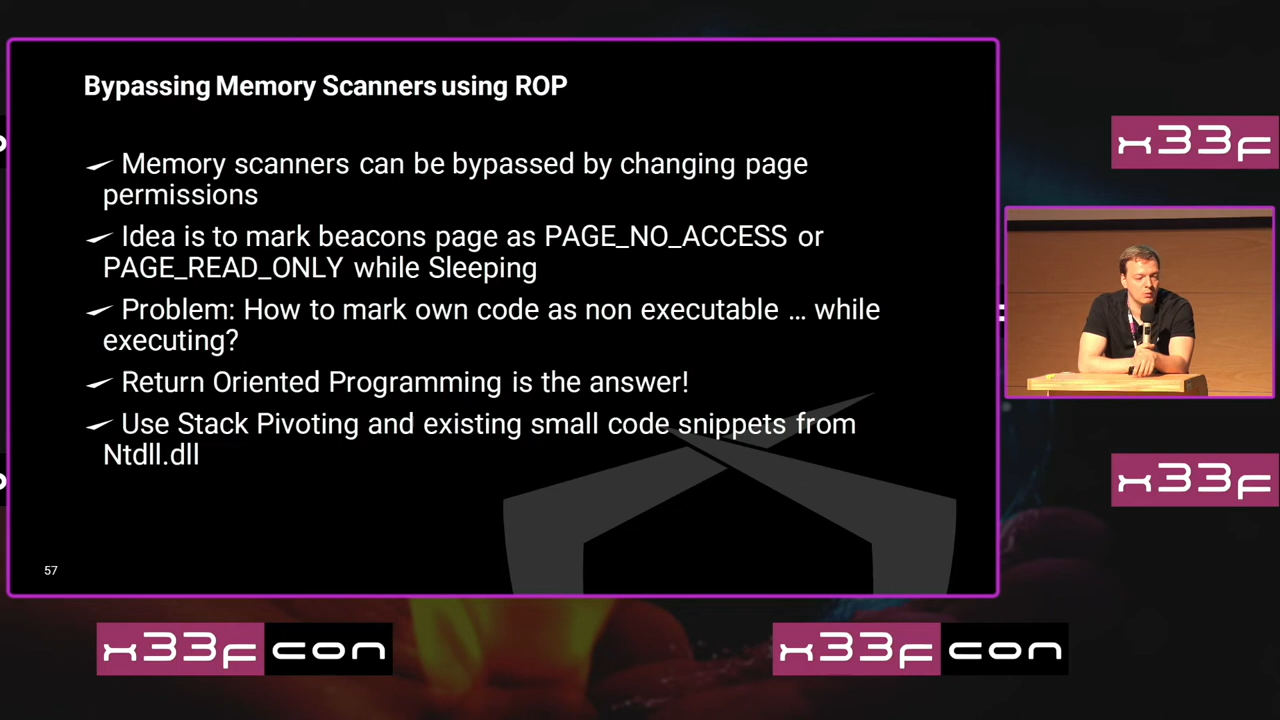 Bypassing Memory Scanners using ROP
Memory scanners can be bypassed by changing page
permissions
Idea is to mark beacons page as PAGE_NO_ACCESS or
PAGE_READ_ONLY while Sleeping
Problem: How to mark own code as non executable ... while
executing?
Return Oriented Programming is the answer!
Use Stack Pivoting and existing small code snippets from
Ntdll.dll
57
x33f
x33f
x33fcon
x33fcon